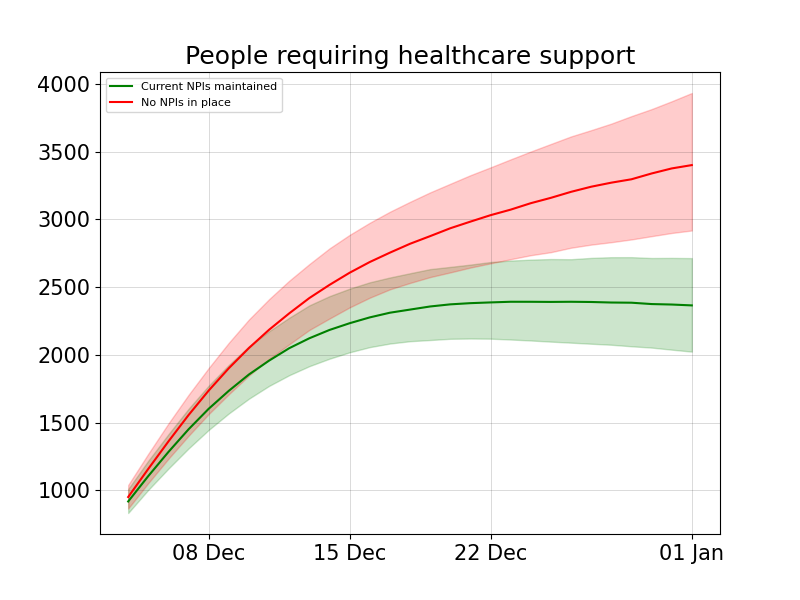 People requiring healthcare support
Current NPIs maintained
No NPIs in place
4000
3500
3000
2500
2000
1500
1000
08 Dec
15 Dec
22 Dec
01 Jan